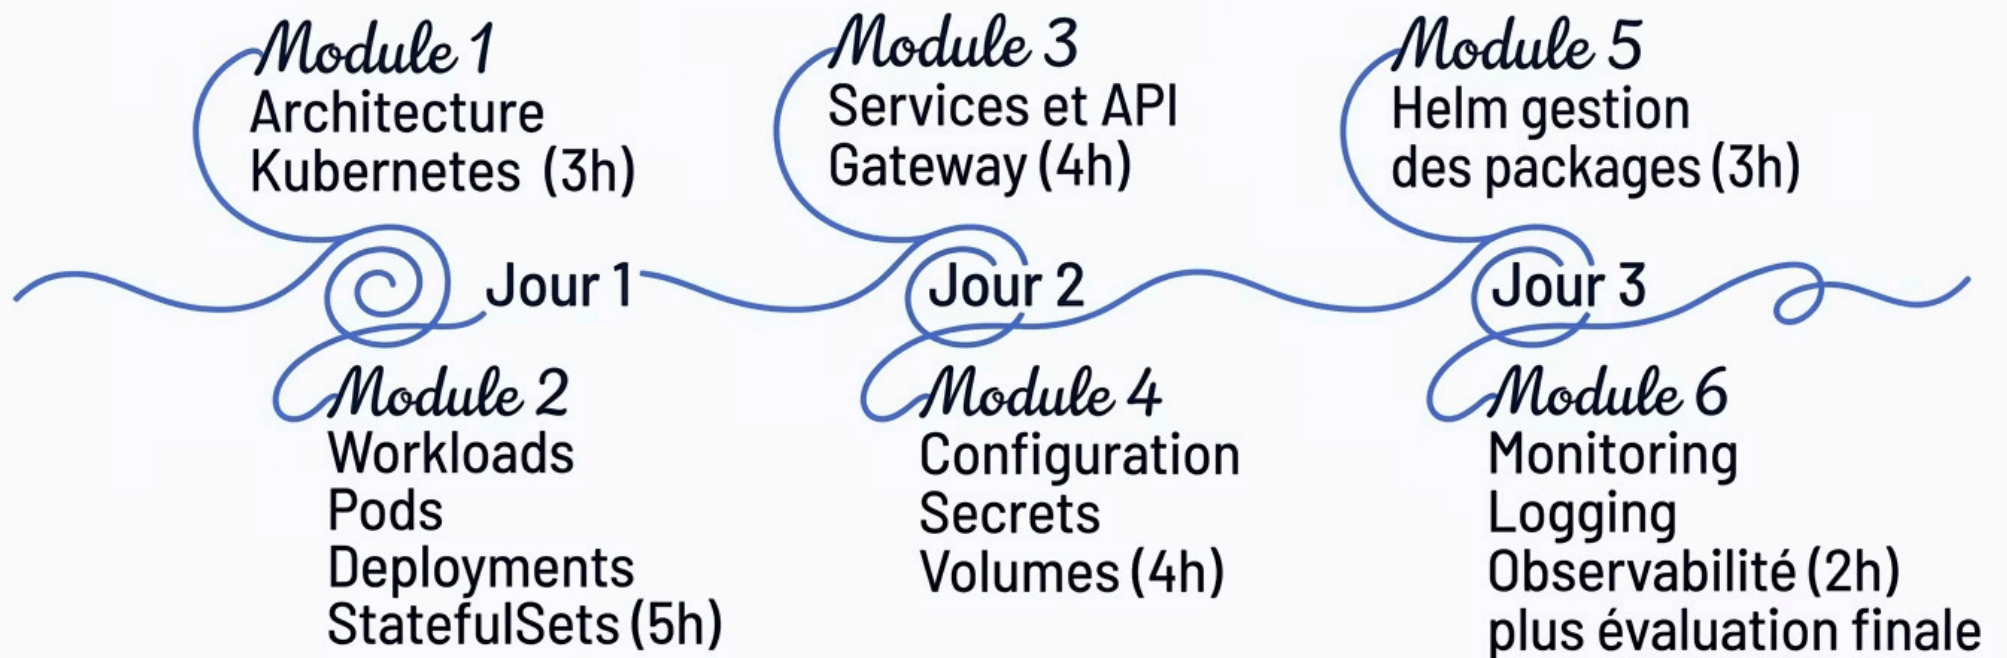 Module 1
Architecture
Kubernetes (3h)
Module 3
Services et API
Gateway (4h)
Module 5
Helm gestion
des packages (3h)
Jour 1
Jour 2
Jour 3
Module 2
Workloads
Pods
Deployments
StatefulSets (5h)
Module 4
Configuration
Secrets
Volumes (4h)
Module 6
Monitoring
Logging
Observabilité (2h)
plus évaluation finale